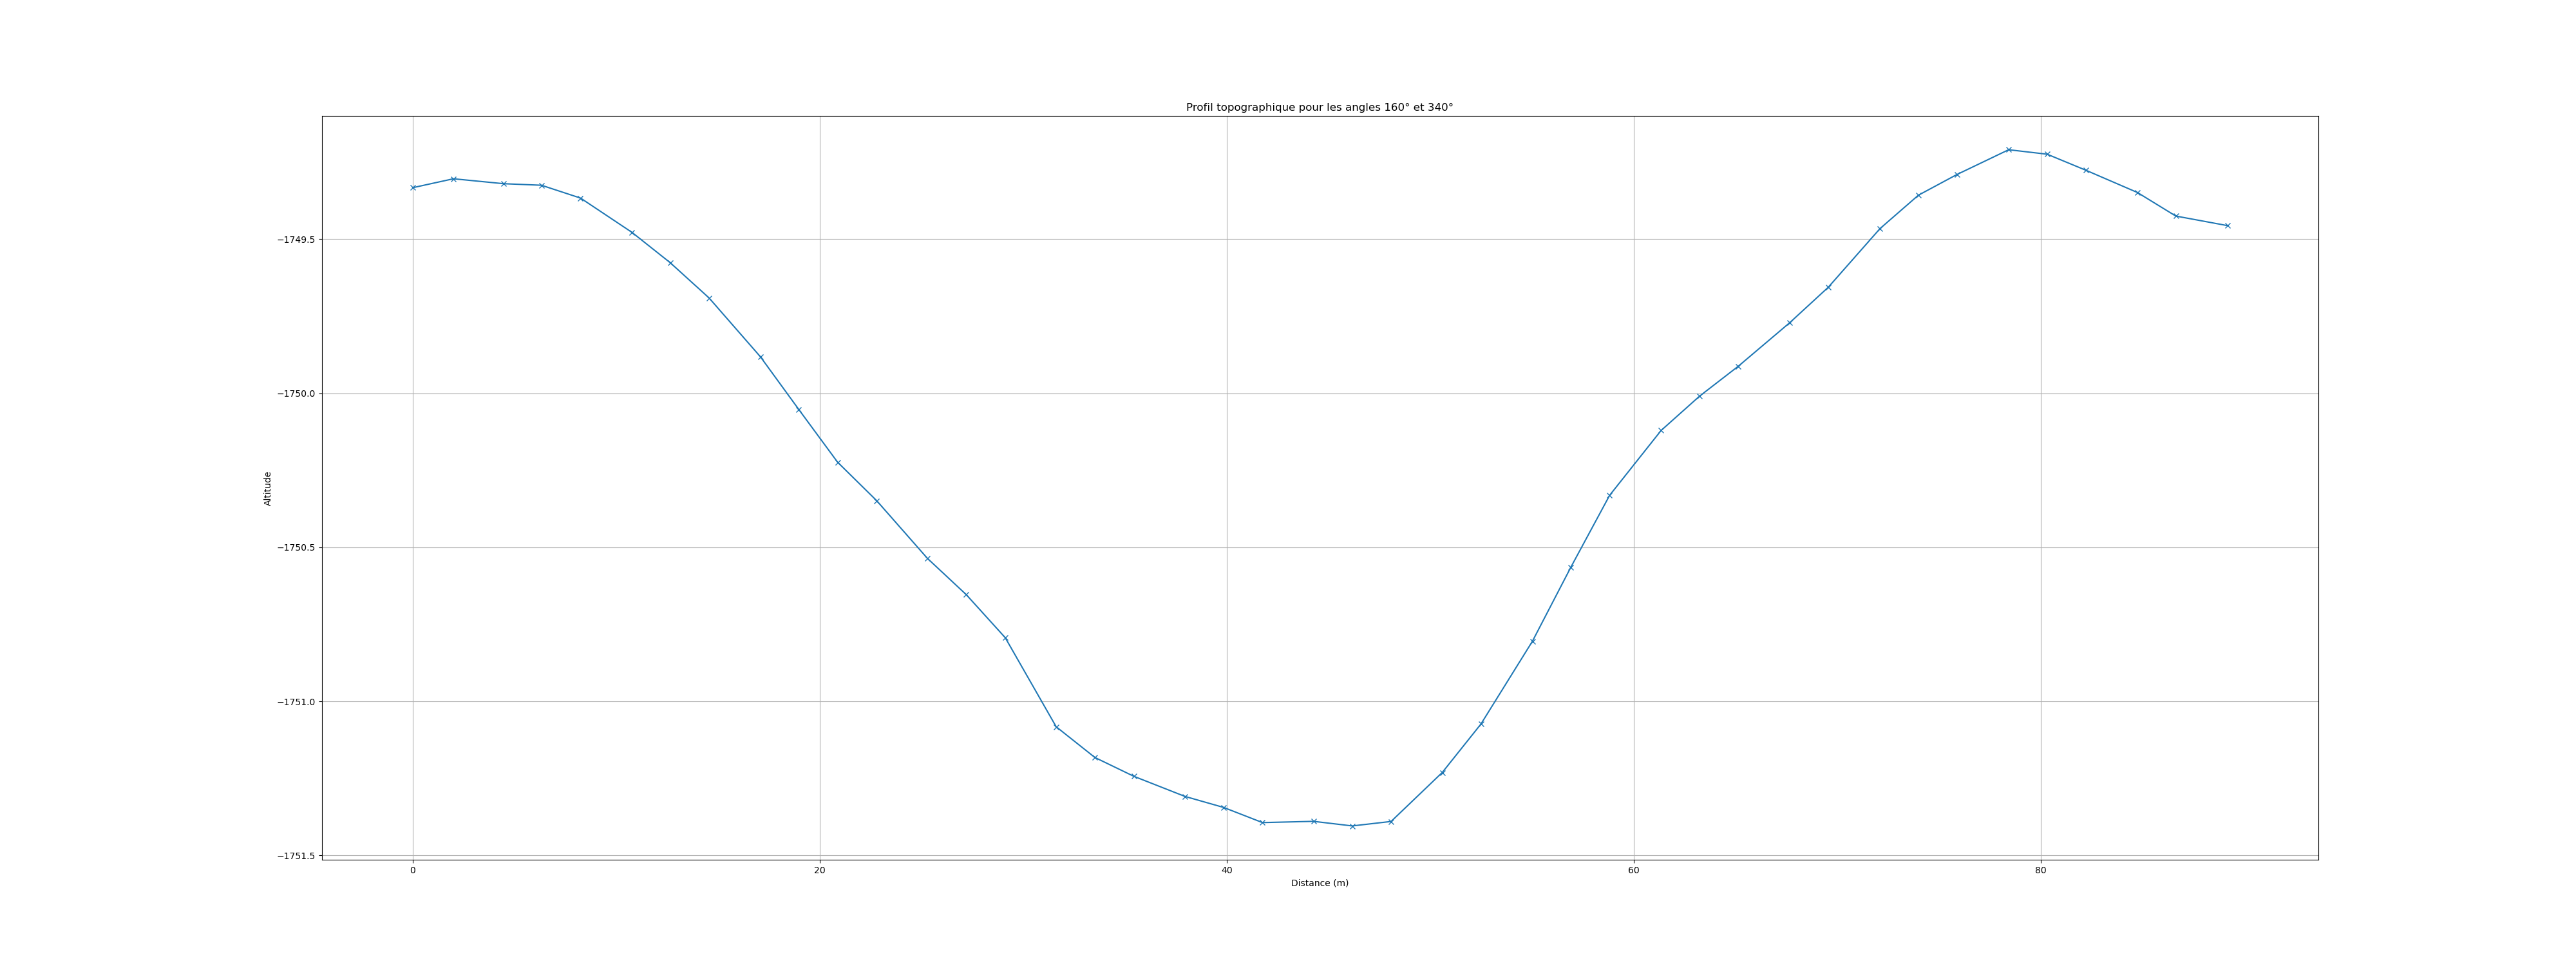 Profil topographique pour les angles 160° et 340°
−1749.5
−1750.0
−1750.5
−1751.0
−1751.5
Altitude
0 20 40 60 80
Distance (m)